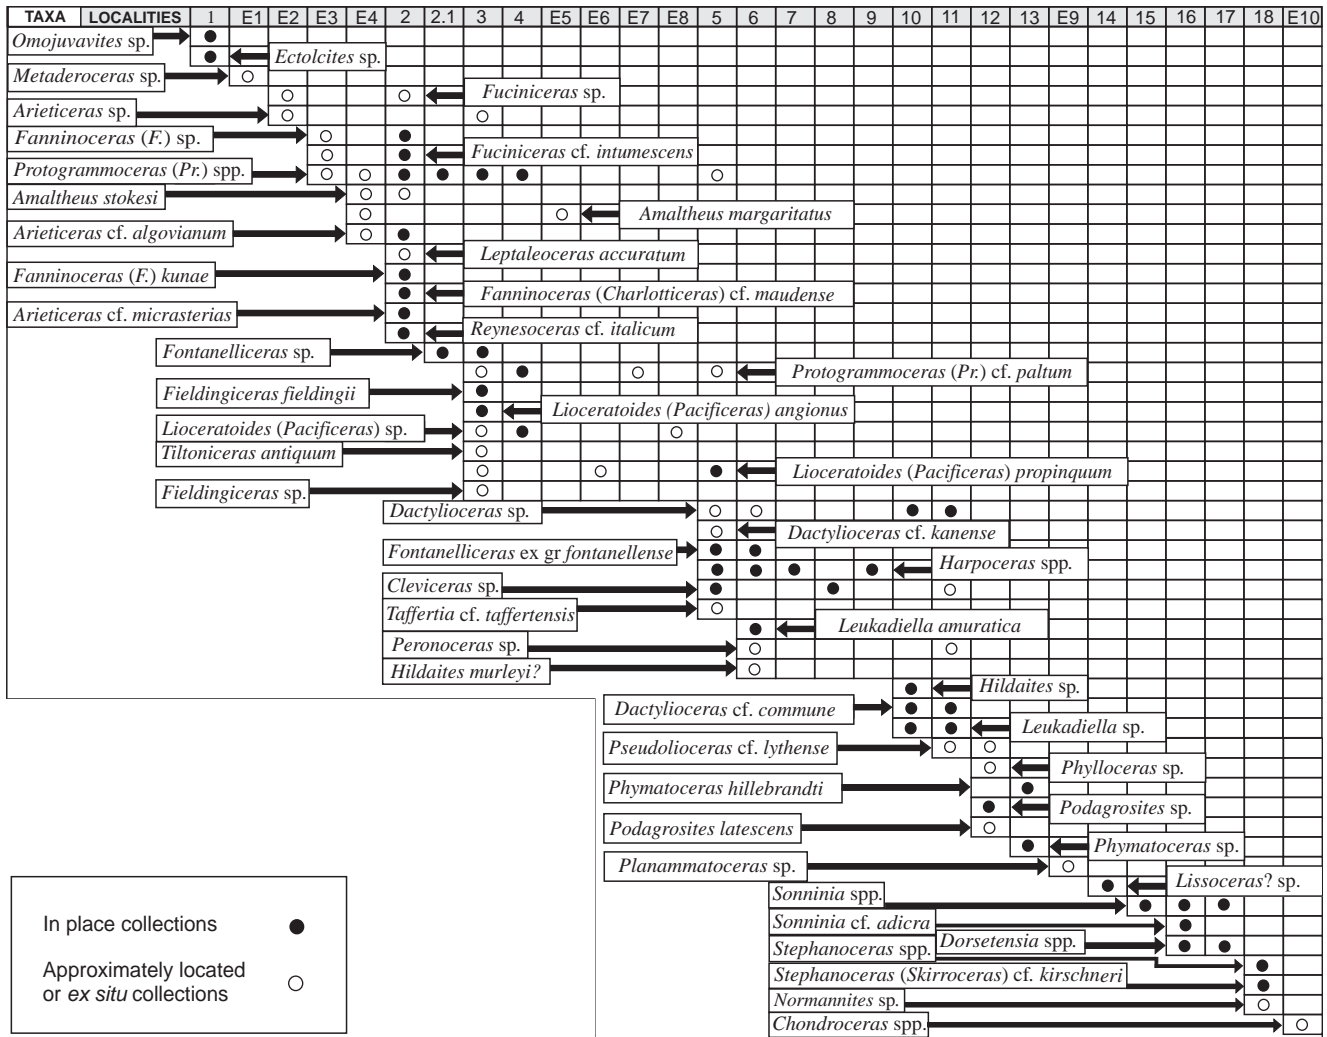 TAXA LOCALITIES 1 E1 E2 E3 E4 2 2.1 3 4 E5 E6 E7 E8 5 6 7 8 9 10 11 12 13 E9 14 15 16 17 18 E10
Omojuvavites sp.
Ectolcites sp.
Metaderoceras sp.
Fuciniceras sp.
Arieticeras sp.
Fanninoceras (F.) sp.
Fuciniceras cf. intumescens
Protogrammoceras (Pr.) spp.
Amaltheus stokesi
Amaltheus margaritatus
Arieticeras cf. algovianum
Leptaleoceras accuratum
Fanninoceras (F.) kunae
Fanninoceras (Charlotticeras) cf. maudense
Arieticeras cf. micrasterias
Reynesoceras cf. italicum
Fontanelliceras sp.
Protogrammoceras (Pr.) cf. paltum
Fieldingiceras fieldingii
Lioceratoides (Pacificeras) angionus
Lioceratoides (Pacificeras) sp.
Tiltoniceras antiquum
Lioceratoides (Pacificeras) propinquum
Fieldingiceras sp.
Dactylioceras sp.
Dactylioceras cf. kanense
Fontanelliceras ex gr fontanellense
Harpoceras spp.
Cleviceras sp.
Taffertia cf. taffertensis
Leukadiella amuratica
Peronoceras sp.
Hildaites murleyi?
Hildaites sp.
Dactylioceras cf. commune
Leukadiella sp.
Pseudolioceras cf. lythense
Phylloceras sp.
Phymatoceras hillebrandti
Podagrosites sp.
Podagrosites latescens
Phymatoceras sp.
Planammatoceras sp.
Lissoceras? sp.
Sonninia spp.
Sonninia cf. adicra
Dorsetensia spp.
Stephanoceras spp.
Stephanoceras (Skirroceras) cf. kirschneri
Normannites sp.
Chondroceras spp.
In place collections
Approximately located
or ex situ collections